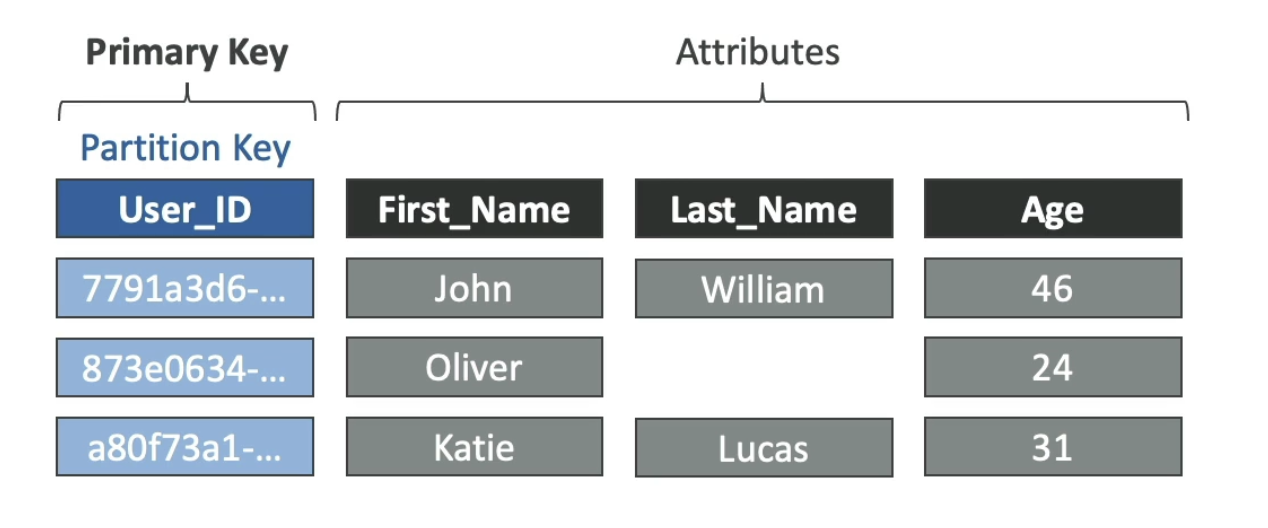 Primary Key Attributes
Partition Key
User_ID First_Name Last_Name Age
7791a3d6-... John William 46
873e0634-... Oliver 24
a80f73a1-... Katie Lucas 31